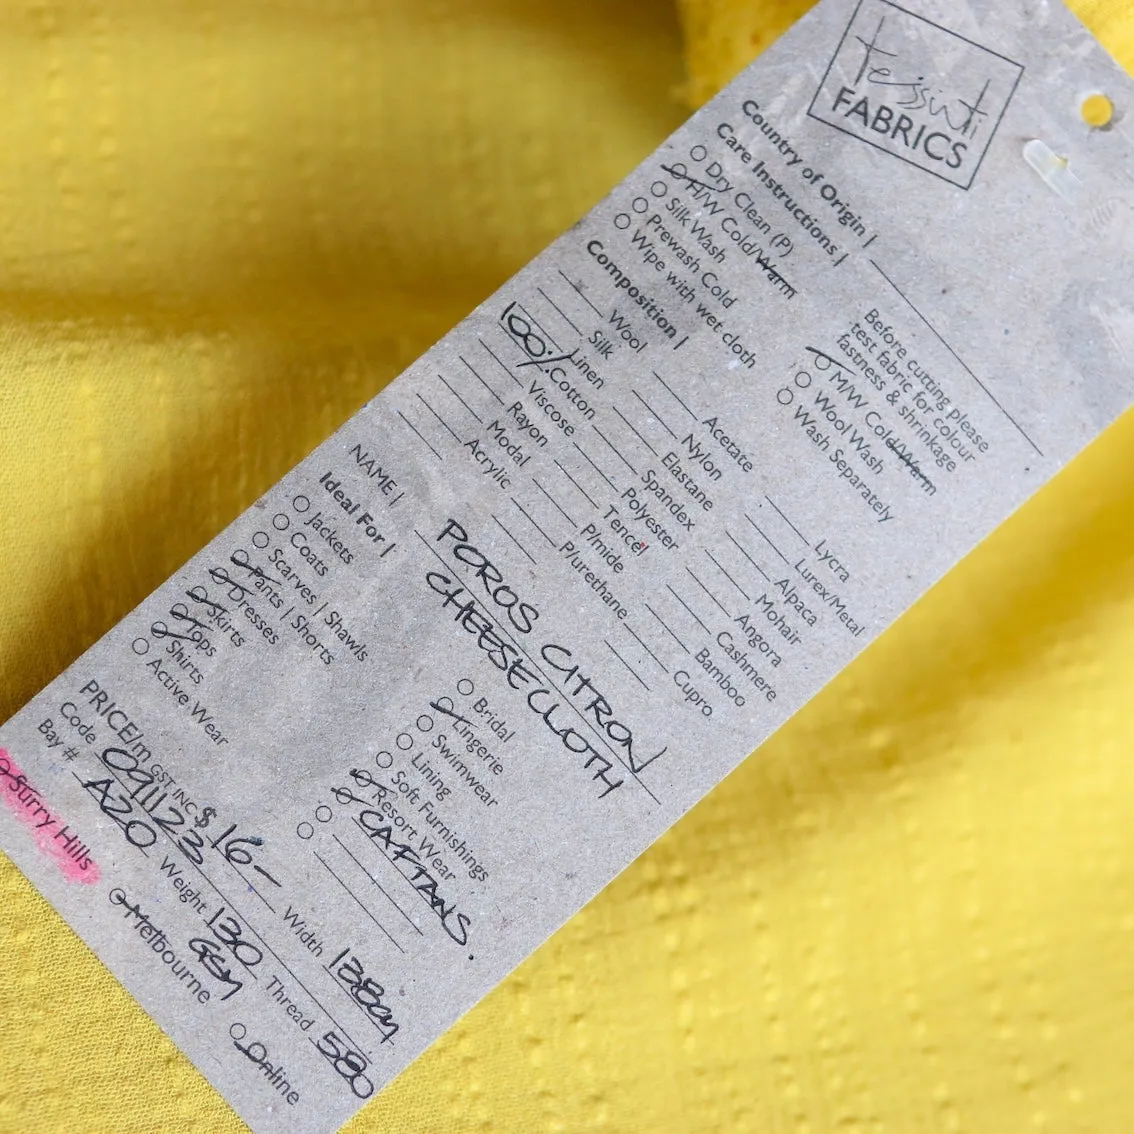 Tessuti
FABRICS
Country of Origin |
Care Instructions |
Dry Clean (P)
H/W Cold/Warm
Silk Wash
Prewash Cold
Wipe with wet cloth
Before cutting please
test fabric for colour
fastness & shrinkage
M/W Cold/Warm
Wool Wash
Wash Separately
Composition |
Wool
Silk
Linen
100% Cotton
Viscose
Rayon
Modal
Acrylic
Acetate
Nylon
Elastane
Spandex
Polyester
Tencel
P/mide
P/urethane
Lycra
Lurex/Metal
Alpaca
Mohair
Angora
Cashmere
Bamboo
Cupro
NAME | POROS CITRON
CHEESECLOTH
Ideal For |
Jackets
Coats
Scarves | Shawls
Pants | Shorts
Dresses
Skirts
Tops
Shirts
Active Wear
Bridal
Lingerie
Swimwear
Lining
Soft Furnishings
Resort Wear
CAFTANS
PRICE/m GST INC $ 16- Width 138cm
Code 091123 Weight 130 GSM Thread 580
Bay # A20
Surry Hills Melbourne Online